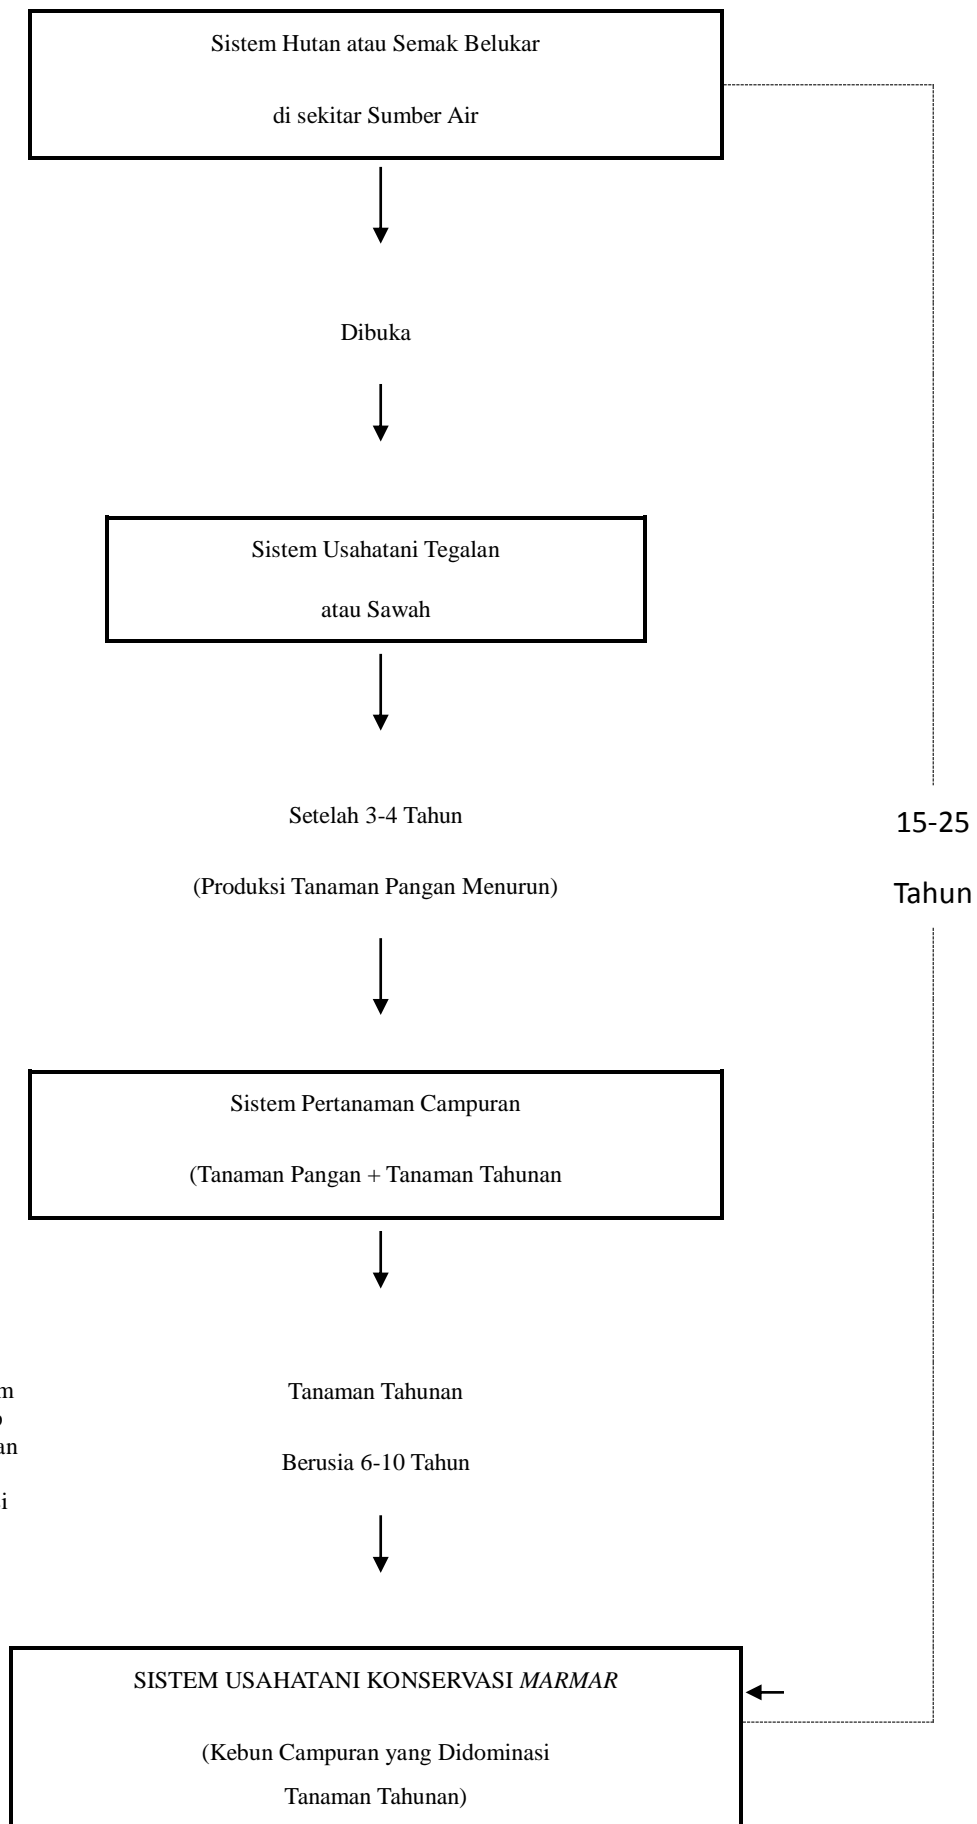 Sistem Hutan atau Semak Belukar
di sekitar Sumber Air
Dibuka
Sistem Usahatani Tegalan
atau Sawah
Setelah 3-4 Tahun
(Produksi Tanaman Pangan Menurun)
15-25
Tahun
Sistem Pertanaman Campuran
(Tanaman Pangan + Tanaman Tahunan
Tanaman Tahunan
Berusia 6-10 Tahun
SISTEM USAHATANI KONSERVASI MARMAR
(Kebun Campuran yang Didominasi
Tanaman Tahunan)